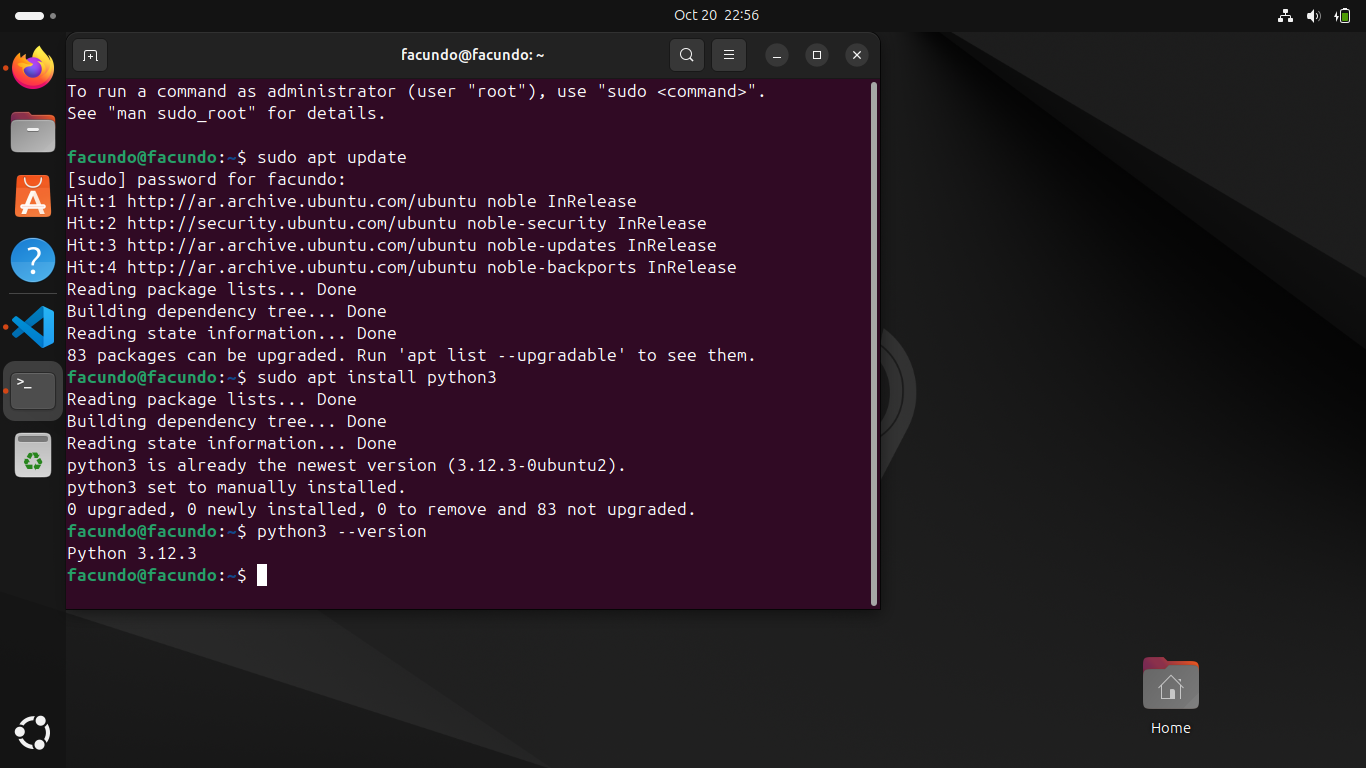 Oct 20 22:56
facundo@facundo: ~
To run a command as administrator (user "root"), use "sudo <command>".
See "man sudo_root" for details.
facundo@facundo:~$ sudo apt update
[sudo] password for facundo:
Hit:1 http://ar.archive.ubuntu.com/ubuntu noble InRelease
Hit:2 http://security.ubuntu.com/ubuntu noble-security InRelease
Hit:3 http://ar.archive.ubuntu.com/ubuntu noble-updates InRelease
Hit:4 http://ar.archive.ubuntu.com/ubuntu noble-backports InRelease
Reading package lists... Done
Building dependency tree... Done
Reading state information... Done
83 packages can be upgraded. Run 'apt list --upgradable' to see them.
facundo@facundo:~$ sudo apt install python3
Reading package lists... Done
Building dependency tree... Done
Reading state information... Done
python3 is already the newest version (3.12.3-0ubuntu2).
python3 set to manually installed.
0 upgraded, 0 newly installed, 0 to remove and 83 not upgraded.
facundo@facundo:~$ python3 --version
Python 3.12.3
facundo@facundo:~$
Home